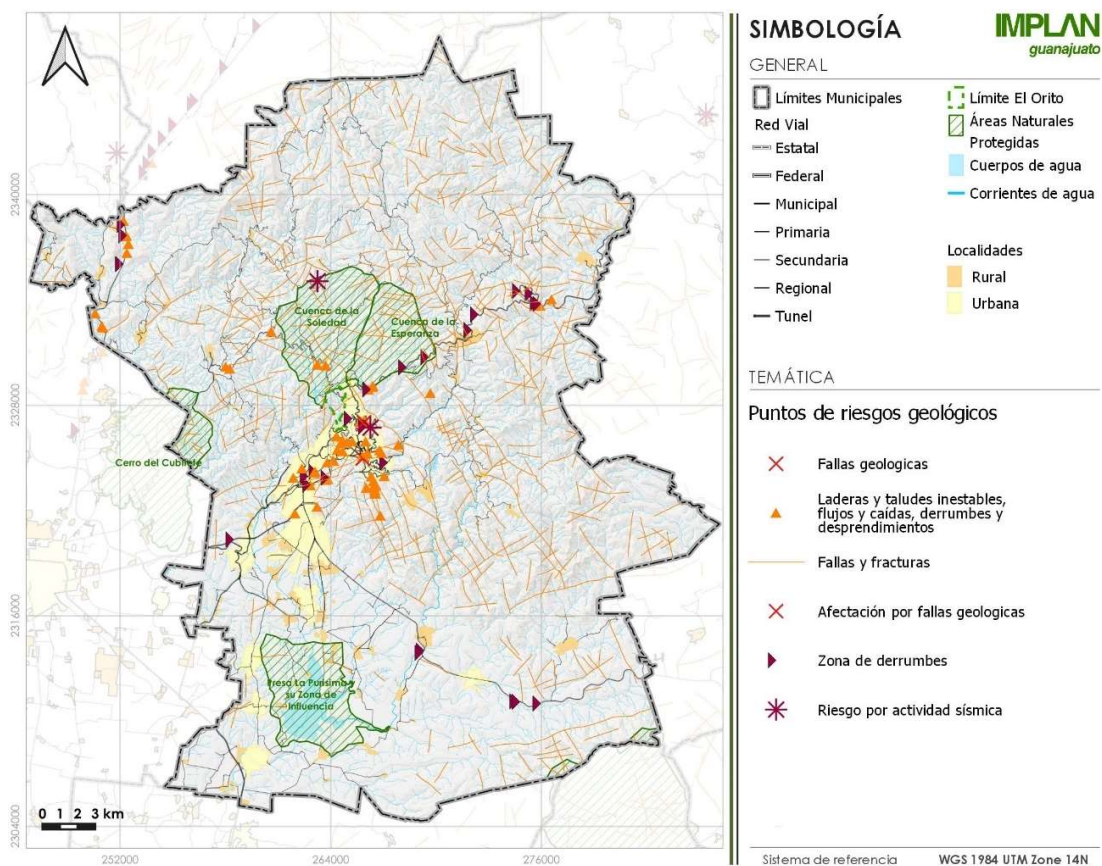 SIMBOLOGÍA
IMPLAN
guanajuato
GENERAL
Límites Municipales
Red Vial
Estatal
Federal
Municipal
Primaria
Secundaria
Regional
Tunel
Límite El Orito
Áreas Naturales
Protegidas
Cuerpos de agua
Corrientes de agua
Localidades
Rural
Urbana
TEMÁTICA
Puntos de riesgos geológicos
Fallas geologicas
Laderas y taludes inestables,
flujos y caídas, derrumbes y
desprendimientos
Fallas y fracturas
Afectación por fallas geologicas
Zona de derrumbes
Riesgo por actividad sísmica
Sistema de referencia
WGS 1984 UTM Zone 14N
2340000
2328000
2316000
2304000
252000
264000
276000
0 1 2 3 km
Cuenca de la
Soledad
Cuenca de la
Esperanza
Cerro del Cubilete
Presa La Purísima y
su Zona de
Influencia